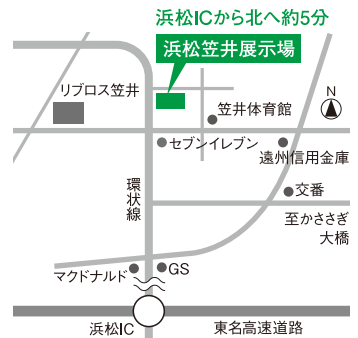 浜松ICから北へ約5分
浜松笠井展示場
リブロス笠井
笠井体育館
N
セブンイレブン
遠州信用金庫
環状線
交番
至かささぎ
大橋
マクドナルド
GS
浜松IC
東名高速道路